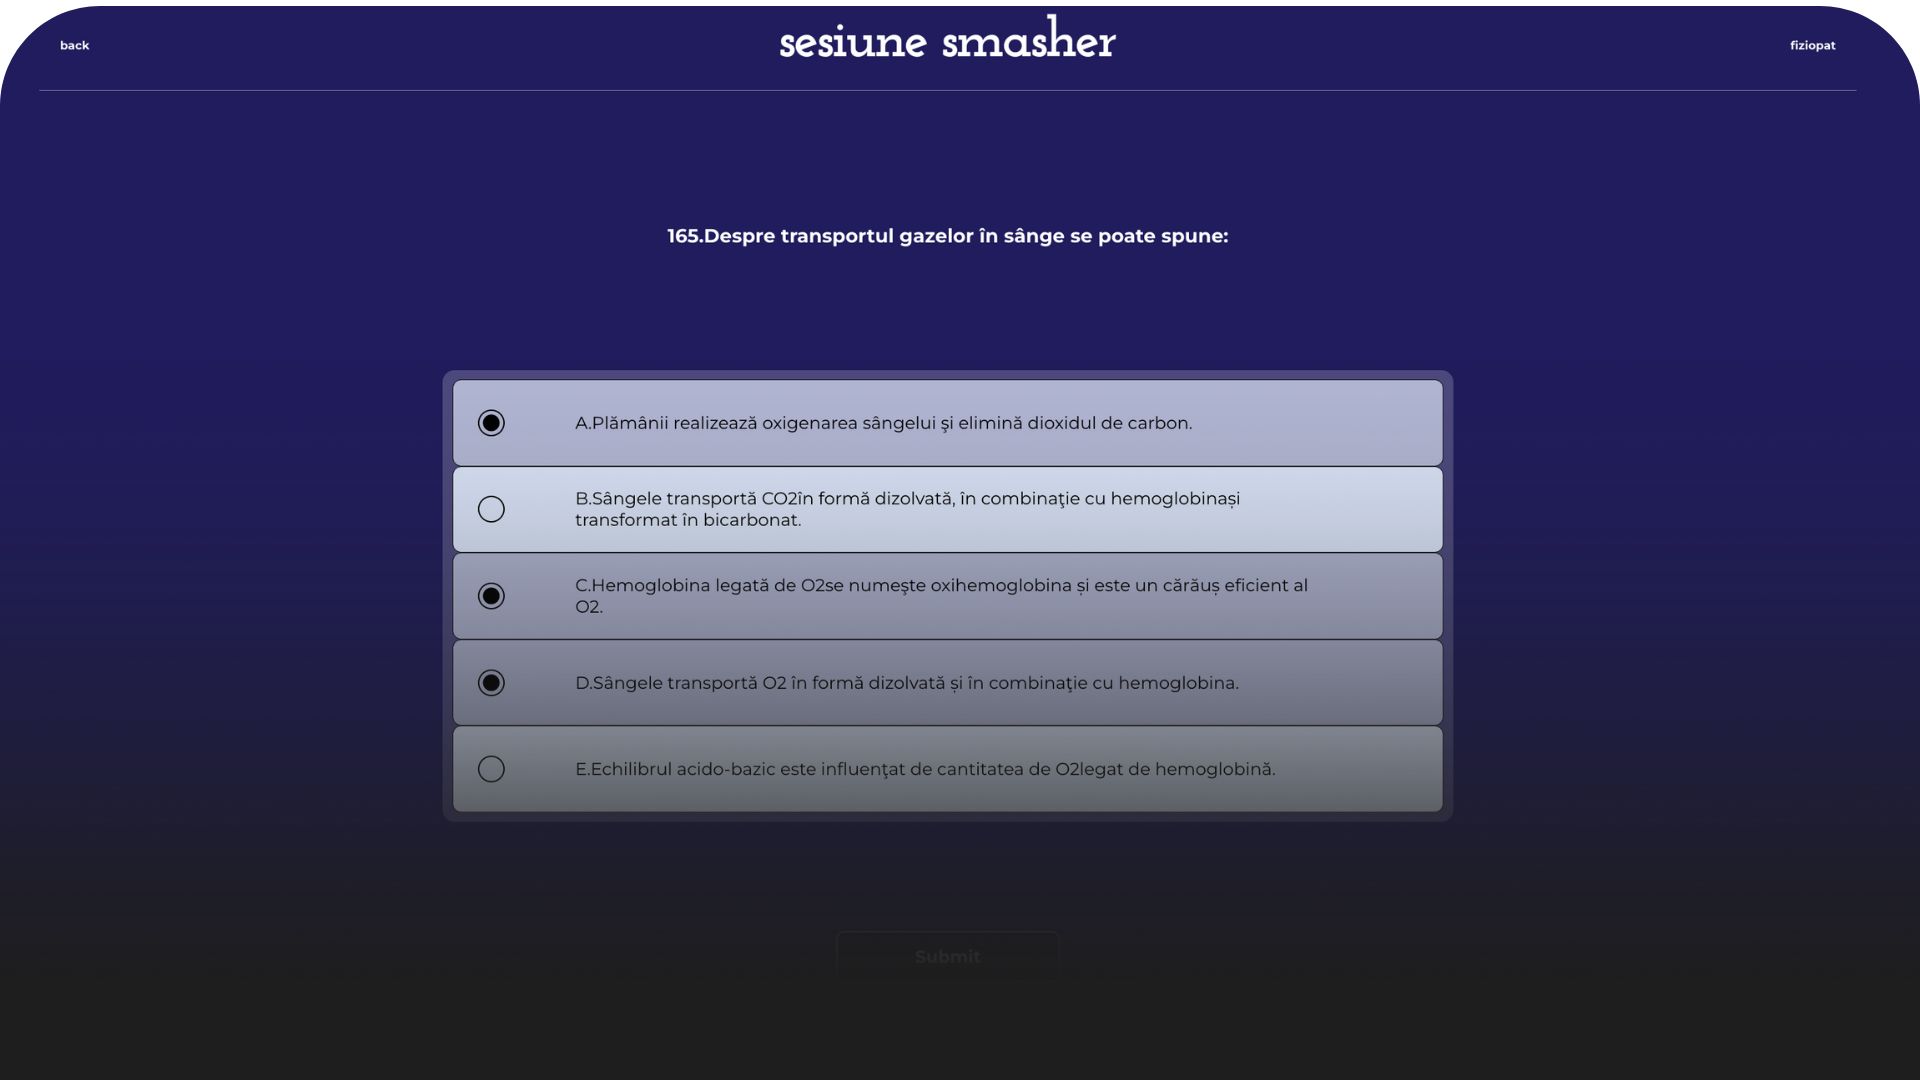 back
sesiune smasher
fiziopat
165.Despre transportul gazelor în sânge se poate spune:
A.Plămânii realizează oxigenarea sângelui şi elimină dioxidul de carbon.
B.Sângele transportă CO2în formă dizolvată, în combinaţie cu hemoglobinași
transformat în bicarbonat.
C.Hemoglobina legată de O2se numeşte oxihemoglobina și este un cărăuș eficient al
O2.
D.Sângele transportă O2 în formă dizolvată și în combinaţie cu hemoglobina.
E.Echilibrul acido-bazic este influenţat de cantitatea de O2legat de hemoglobină.
Submit